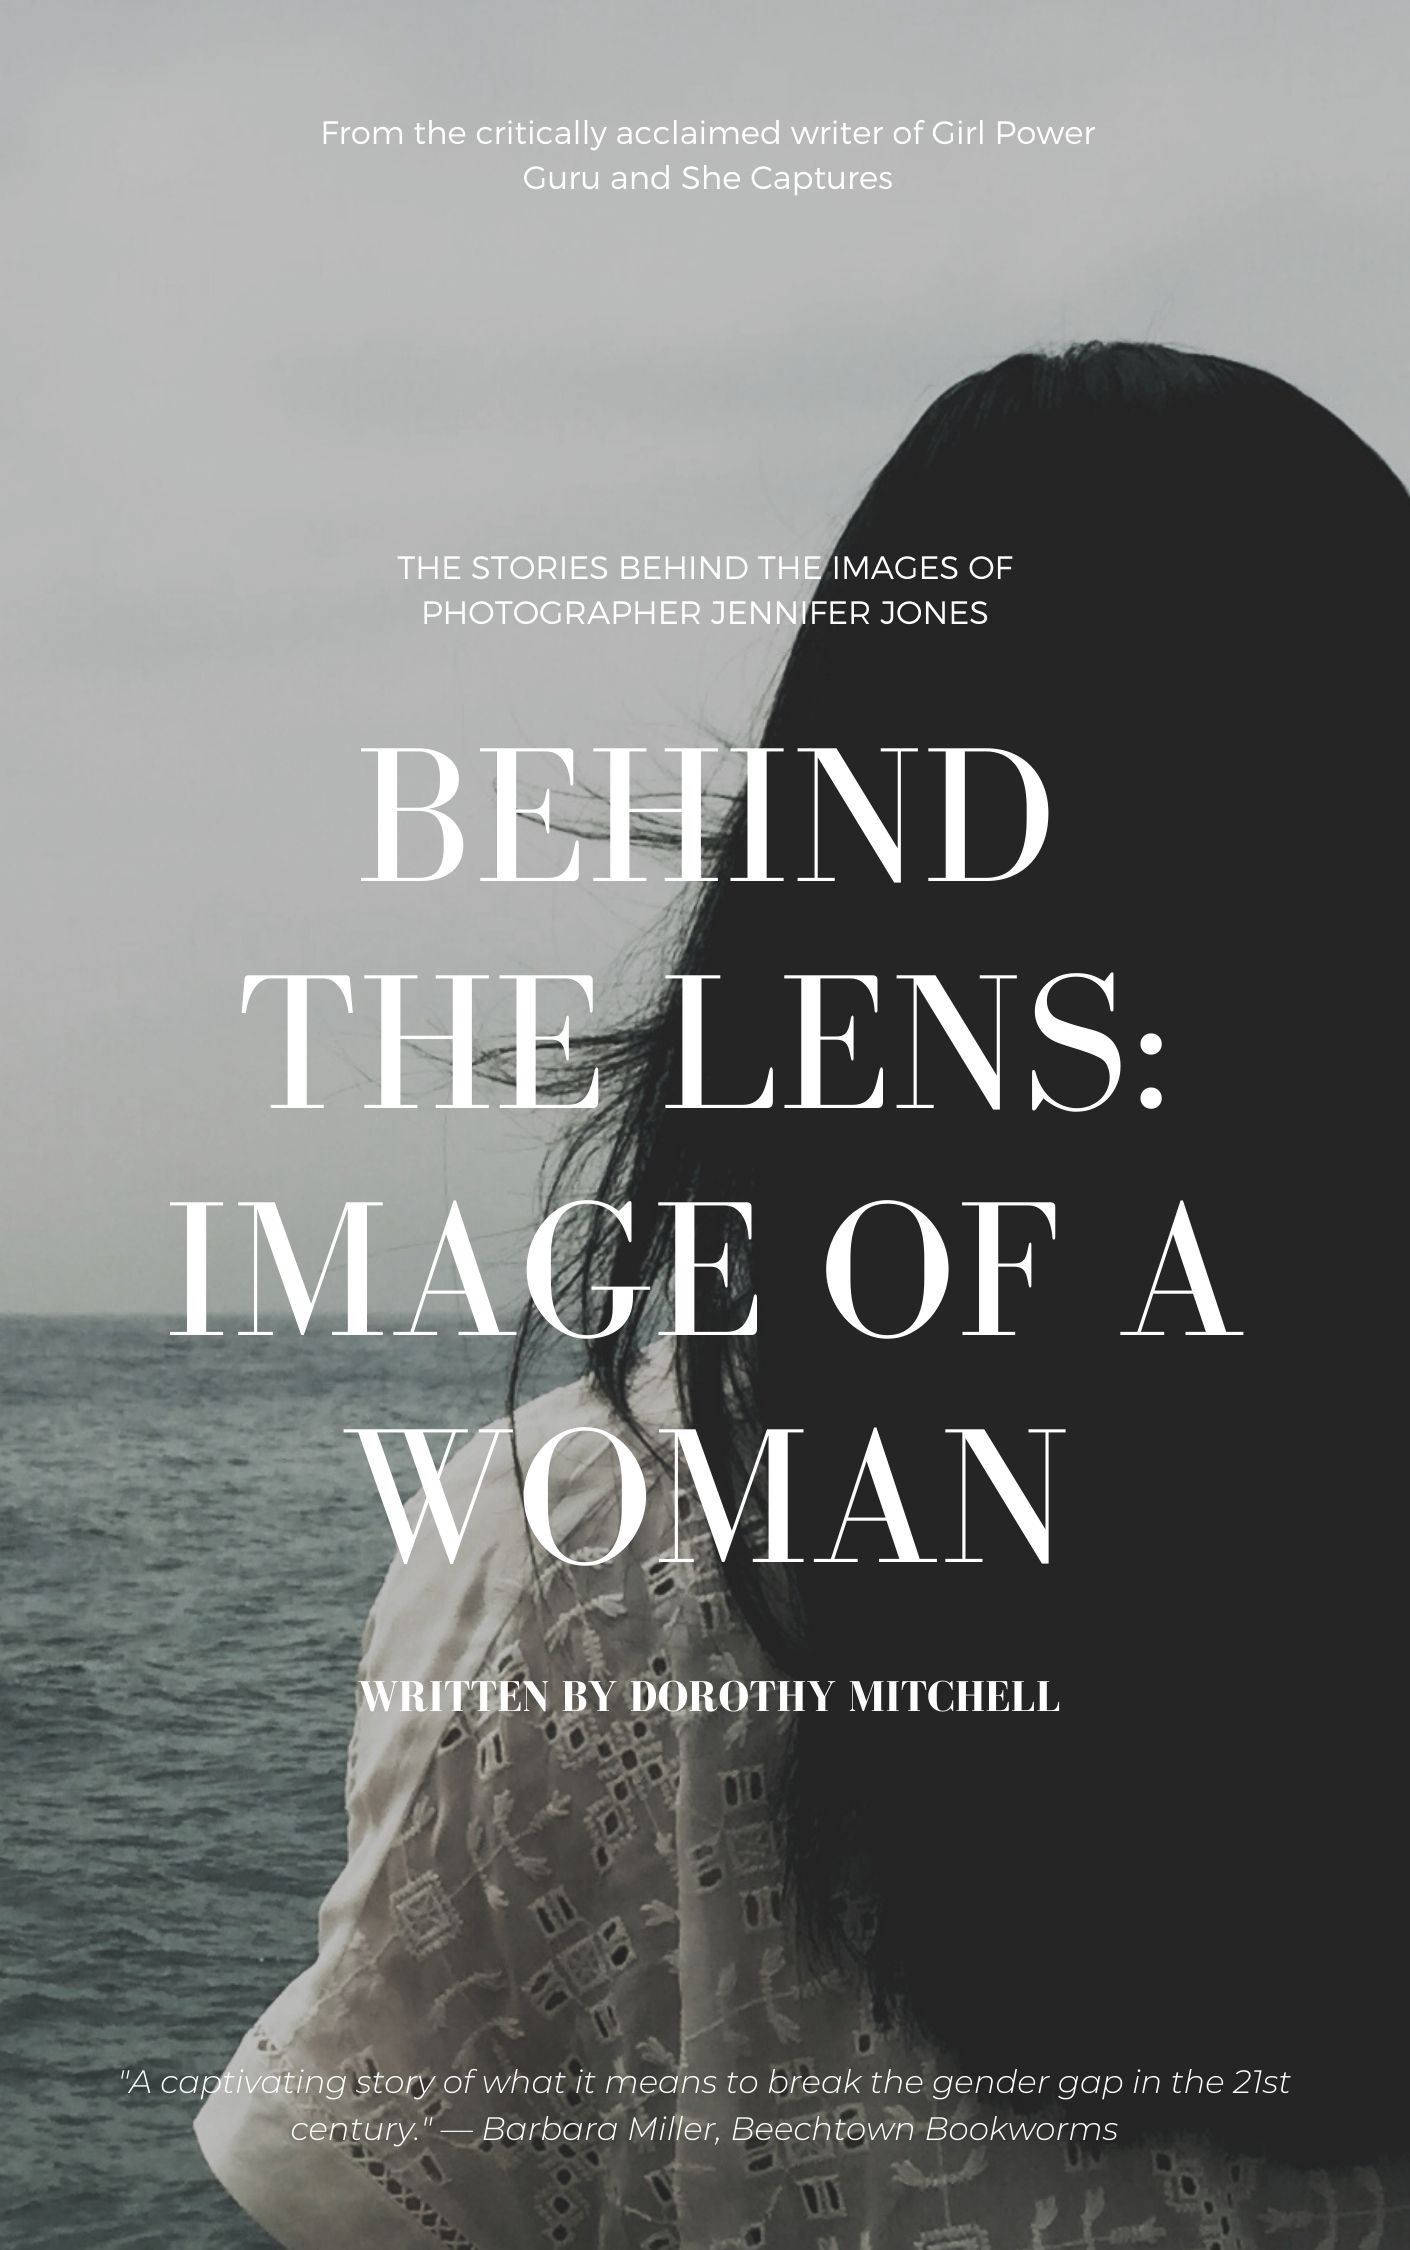 From the critically acclaimed writer of Girl Power
Guru and She Captures
THE STORIES BEHIND THE IMAGES OF
PHOTOGRAPHER JENNIFER JONES
BEHIND
THE LENS:
IMAGE OF A
WOMAN
WRITTEN BY DOROTHY MITCHELL
"A captivating story of what it means to break the gender gap in the 21st
century." — Barbara Miller, Beechtown Bookworms